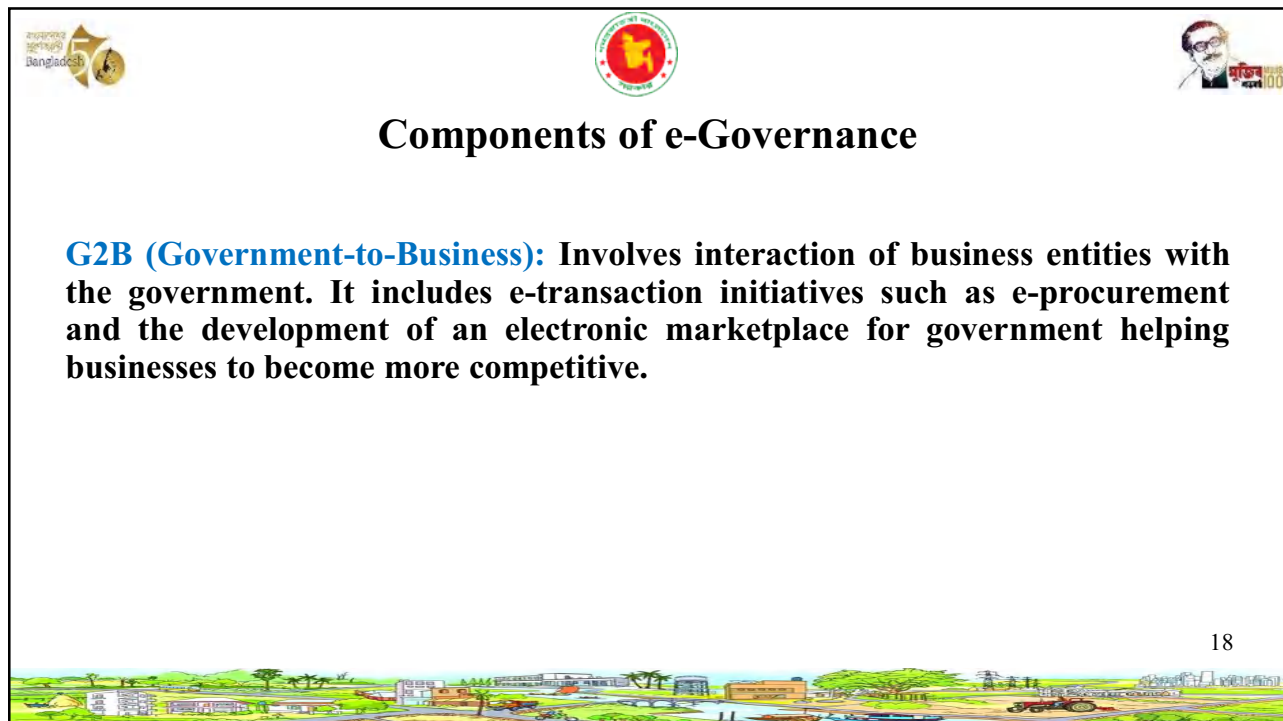 Bangladesh
মুজিব
100
Components of e-Governance
G2B (Government-to-Business): Involves interaction of business entities with
the government. It includes e-transaction initiatives such as e-procurement
and the development of an electronic marketplace for government helping
businesses to become more competitive.
18